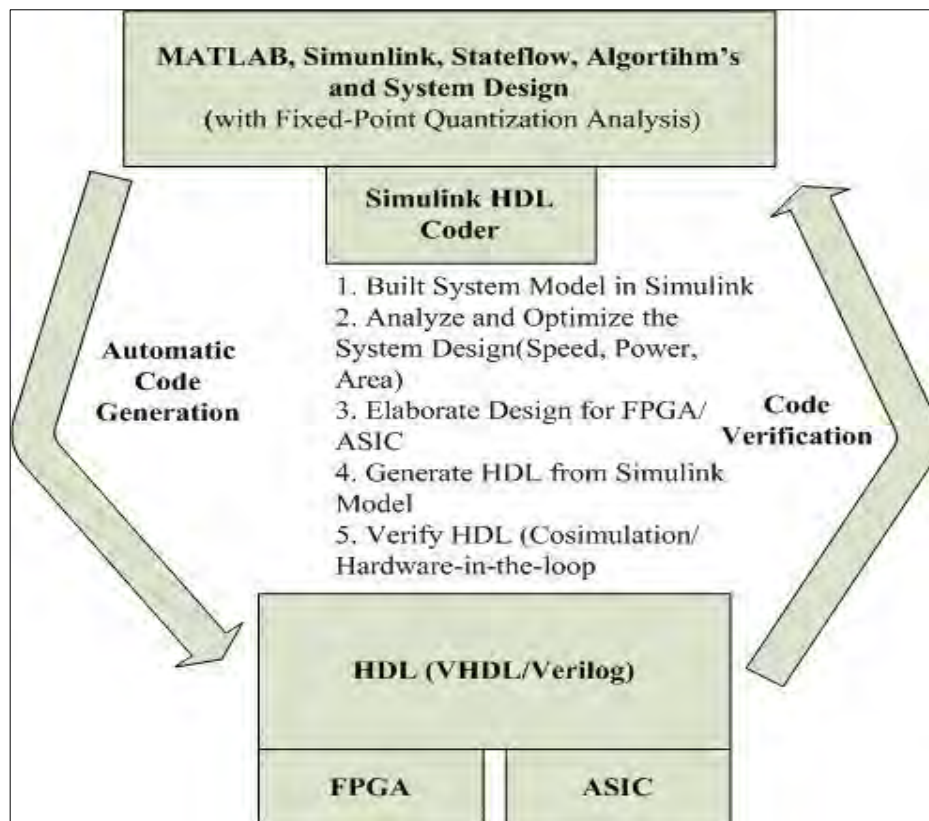 MATLAB, Simunlink, Stateflow, Algortihm's
and System Design
(with Fixed-Point Quantization Analysis)
Simulink HDL
Coder
1. Built System Model in Simulink
2. Analyze and Optimize the
System Design(Speed, Power,
Area)
3. Elaborate Design for FPGA/
ASIC
4. Generate HDL from Simulink
Model
5. Verify HDL (Cosimulation/
Hardware-in-the-loop
Automatic
Code
Generation
Code
Verification
HDL (VHDL/Verilog)
FPGA
ASIC